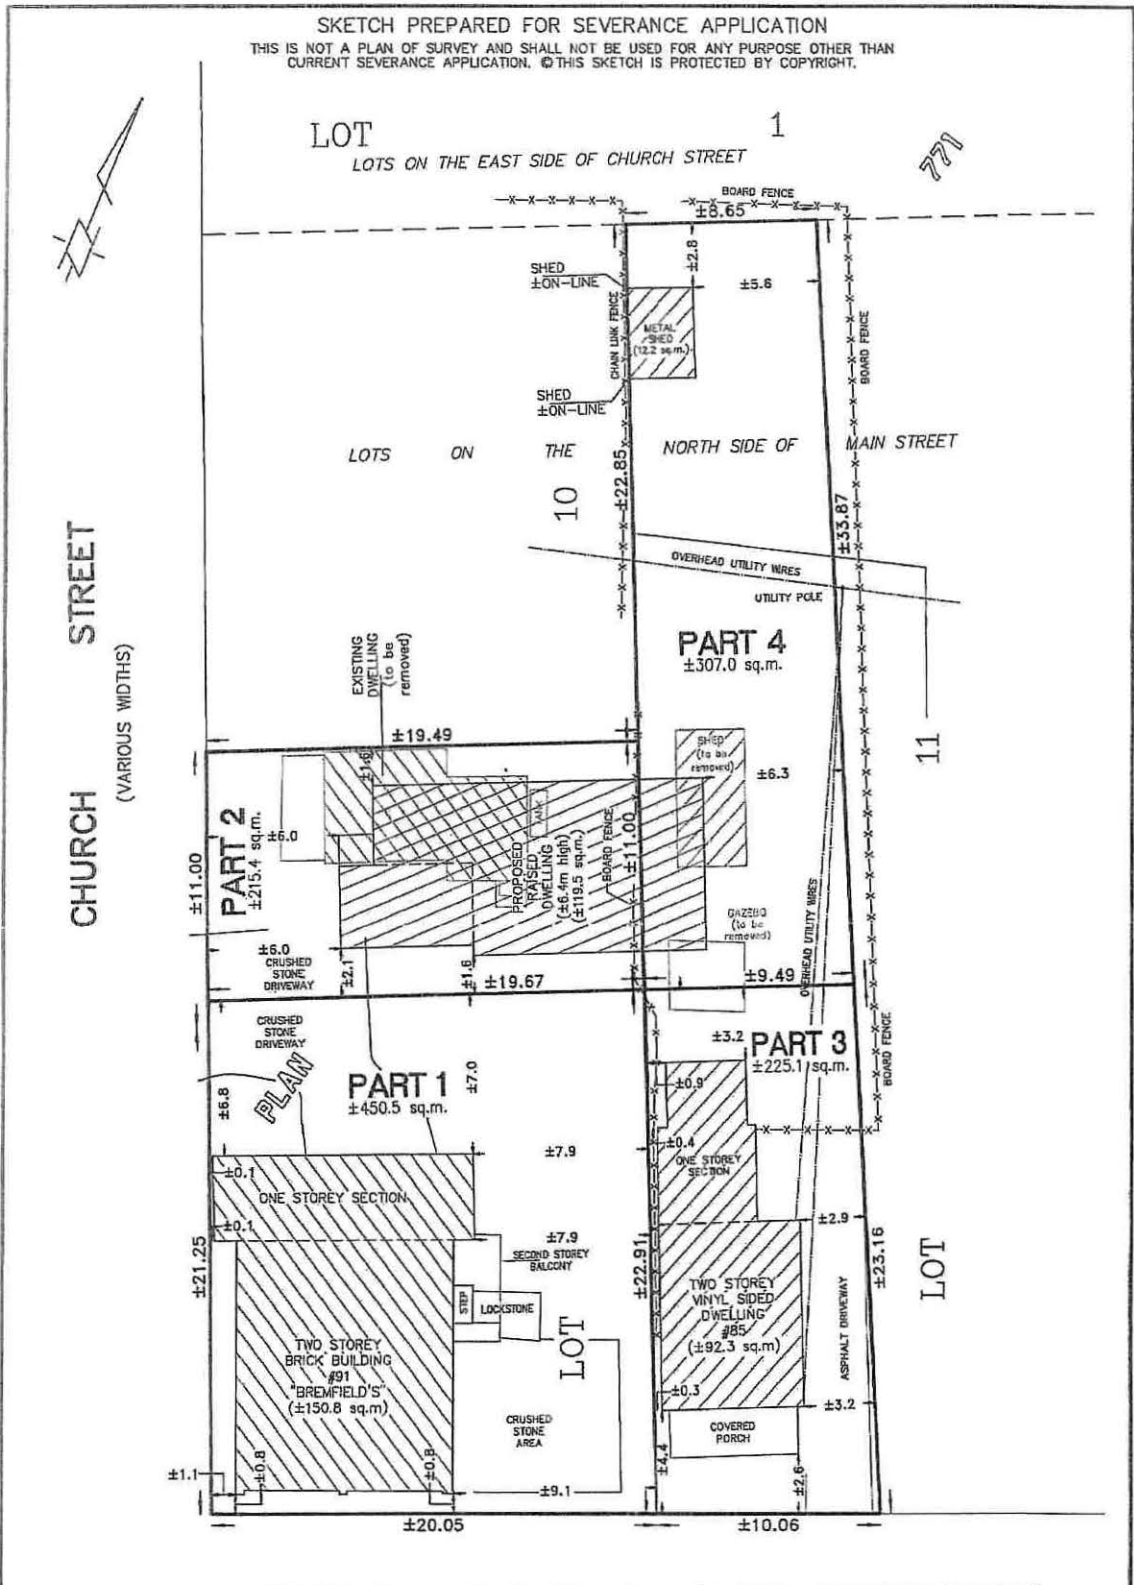 SKETCH PREPARED FOR SEVERANCE APPLICATION
THIS IS NOT A PLAN OF SURVEY AND SHALL NOT BE USED FOR ANY PURPOSE OTHER THAN
CURRENT SEVERANCE APPLICATION. ©THIS SKETCH IS PROTECTED BY COPYRIGHT.
LOT 1
LOTS ON THE EAST SIDE OF CHURCH STREET
771
BOARD FENCE
±8.65
SHED
±ON-LINE
±2.8
±5.6
CHAIN LINK FENCE
METAL
SHED
(12.2 sq.m.)
BOARD FENCE
SHED
±ON-LINE
LOTS ON THE NORTH SIDE OF MAIN STREET
10
±22.85
±33.87
OVERHEAD UTILITY WIRES
UTILITY POLE
CHURCH STREET
(VARIOUS WIDTHS)
PART 4
±307.0 sq.m.
EXISTING
DWELLING
(to be
removed)
11
±19.49
SHED
(to be
removed)
±6.3
±1.6
TANK
PART 2
±215.4 sq.m.
±6.0
±11.00
PROPOSED
RAISED
DWELLING
(±6.4m high)
(±119.5 sq.m.)
BOARD FENCE
±11.00
GAZEBO
(to be
removed)
OVERHEAD UTILITY WIRES
±6.0
CRUSHED
STONE
DRIVEWAY
±2.1
±1.6
±19.67
±9.49
CRUSHED
STONE
DRIVEWAY
PLAN
PART 1
±450.5 sq.m.
±7.0
±6.8
±3.2
PART 3
±225.1 sq.m.
BOARD FENCE
±0.9
±0.4
±7.9
ONE STOREY
SECTION
±0.1
ONE STOREY SECTION
±0.1
±7.9
SECOND STOREY
BALCONY
±2.9
±21.25
±22.91
±23.16
LOT
STEP
LOCKSTONE
LOT
TWO STOREY
VINYL SIDED
DWELLING
#85
(±92.3 sq.m)
ASPHALT DRIVEWAY
TWO STOREY
BRICK BUILDING
#91
"BREMFIELD'S"
(±150.8 sq.m)
±0.3
±3.2
CRUSHED
STONE
AREA
COVERED
PORCH
±4.4
±2.6
±1.1
±0.8
±0.8
±9.1
±20.05
±10.06